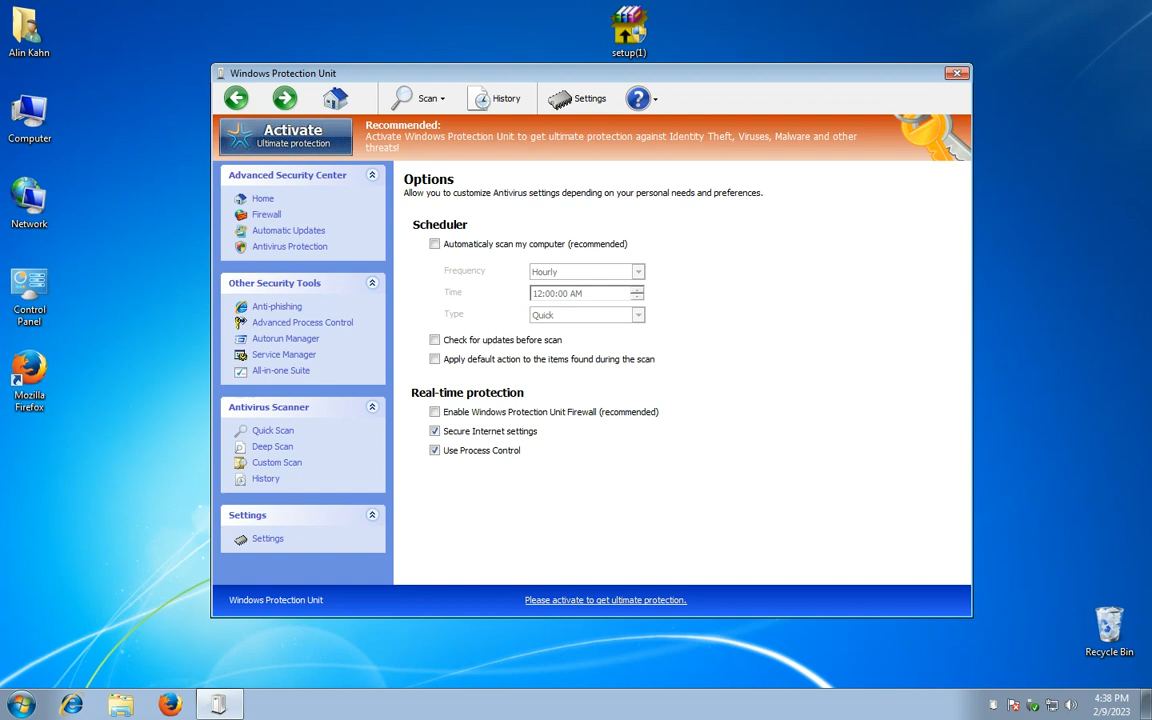 Alin Kahn
setup(1)
Computer
Network
Control
Panel
Mozilla
Firefox
Recycle Bin
Windows Protection Unit
Scan
History
Settings
Activate
Ultimate protection
Recommended:
Activate Windows Protection Unit to get ultimate protection against Identity Theft, Viruses, Malware and other
threats!
Advanced Security Center
Home
Firewall
Automatic Updates
Antivirus Protection
Other Security Tools
Anti-phishing
Advanced Process Control
Autorun Manager
Service Manager
All-in-one Suite
Antivirus Scanner
Quick Scan
Deep Scan
Custom Scan
History
Settings
Settings
Options
Allow you to customize Antivirus settings depending on your personal needs and preferences.
Scheduler
Automaticaly scan my computer (recommended)
Frequency Hourly
Time 12:00:00 AM
Type Quick
Check for updates before scan
Apply default action to the items found during the scan
Real-time protection
Enable Windows Protection Unit Firewall (recommended)
Secure Internet settings
Use Process Control
Windows Protection Unit
Please activate to get ultimate protection.
4:38 PM
2/9/2023